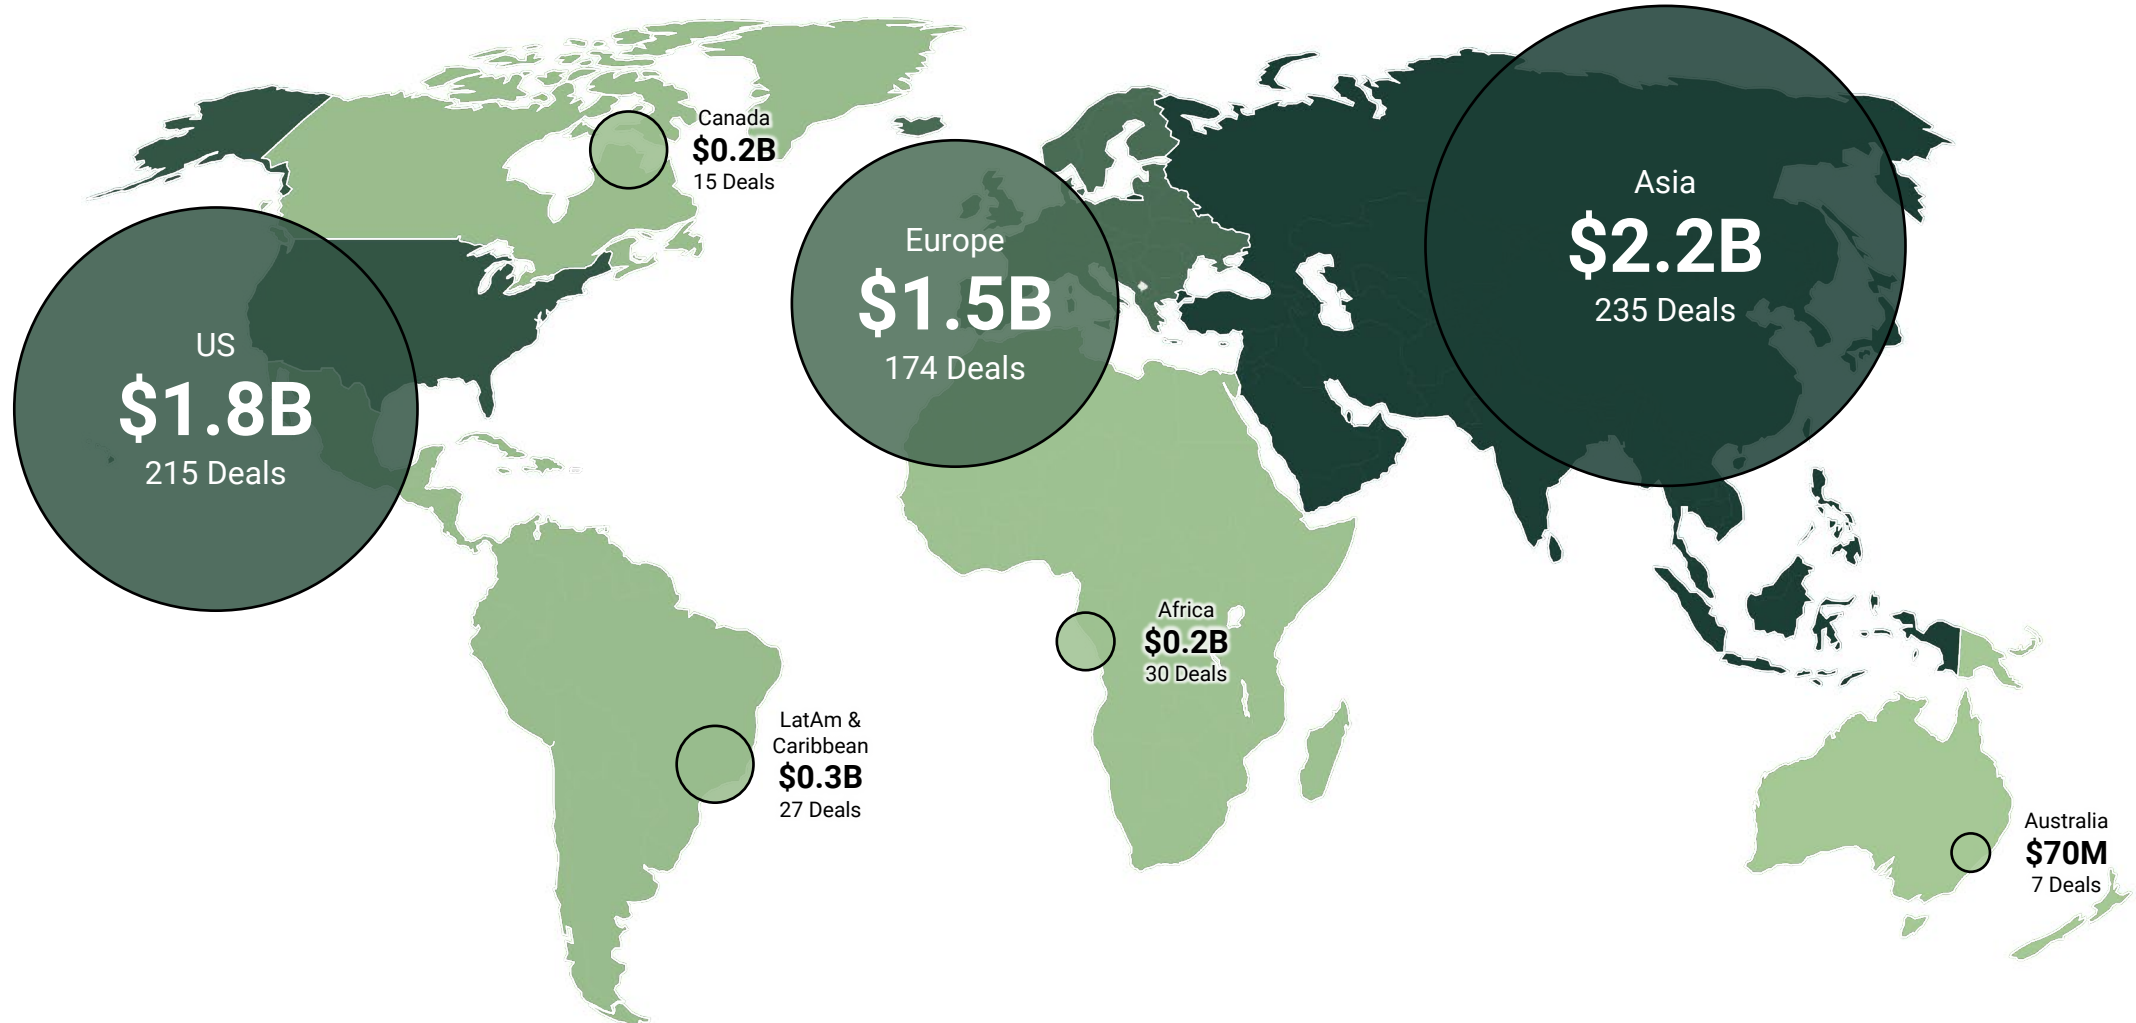 Canada
$0.2B
15 Deals
US
$1.8B
215 Deals
Europe
$1.5B
174 Deals
Asia
$2.2B
235 Deals
Africa
$0.2B
30 Deals
LatAm &
Caribbean
$0.3B
27 Deals
Australia
$70M
7 Deals